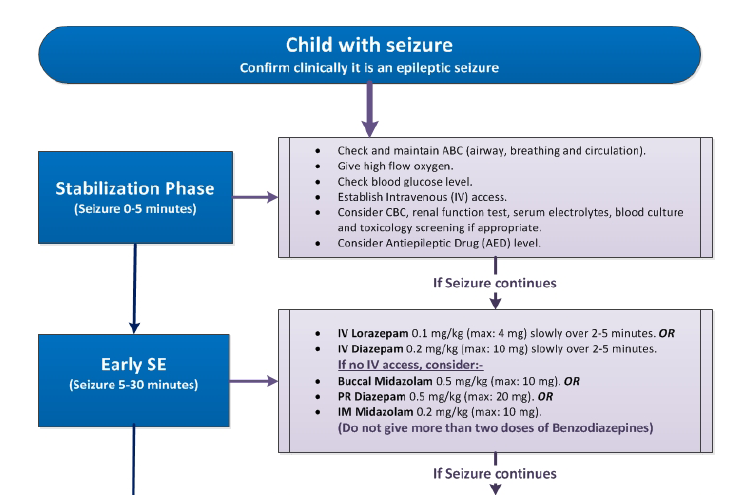 Child with seizure
Confirm clinically it is an epileptic seizure
Stabilization Phase
(Seizure 0-5 minutes)
• Check and maintain ABC (airway, breathing and circulation).
• Give high flow oxygen.
• Check blood glucose level.
• Establish Intravenous (IV) access.
• Consider CBC, renal function test, serum electrolytes, blood culture
and toxicology screening if appropriate.
• Consider Antiepileptic Drug (AED) level.
If Seizure continues
Early SE
(Seizure 5-30 minutes)
• IV Lorazepam 0.1 mg/kg (max: 4 mg) slowly over 2-5 minutes. OR
• IV Diazepam 0.2 mg/kg (max: 10 mg) slowly over 2-5 minutes.
If no IV access, consider:-
• Buccal Midazolam 0.5 mg/kg (max: 10 mg). OR
• PR Diazepam 0.5 mg/kg (max: 20 mg). OR
• IM Midazolam 0.2 mg/kg (max: 10 mg).
(Do not give more than two doses of Benzodiazepines)
If Seizure continues